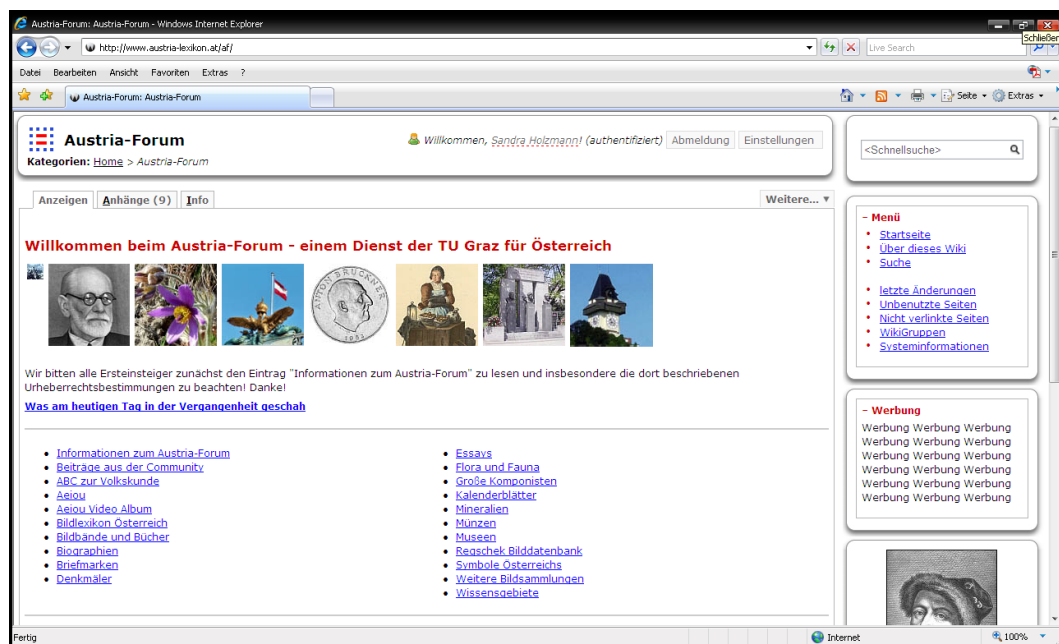 Austria-Forum: Austria-Forum - Windows Internet Explorer
Schließen
http://www.austria-lexikon.at/af/
Live Search
Datei Bearbeiten Ansicht Favoriten Extras ?
Austria-Forum: Austria-Forum
Seite Extras
Austria-Forum
Willkommen, Sandra Holzmann! (authentifiziert) Abmeldung Einstellungen
Kategorien: Home > Austria-Forum
<Schnellsuche>
Anzeigen Anhänge (9) Info
Weitere...
Willkommen beim Austria-Forum - einem Dienst der TU Graz für Österreich
ANTON BRUCKNER
Wir bitten alle Ersteinsteiger zunächst den Eintrag "Informationen zum Austria-Forum" zu lesen und insbesondere die dort beschriebenen
Urheberrechtsbestimmungen zu beachten! Danke!
Was am heutigen Tag in der Vergangenheit geschah
Informationen zum Austria-Forum
Beiträge aus der Community
ABC zur Volkskunde
Aeiou
Aeiou Video Album
Bildlexikon Österreich
Bildbände und Bücher
Biographien
Briefmarken
Denkmäler
Essays
Flora und Fauna
Große Komponisten
Kalenderblätter
Mineralien
Münzen
Museen
Regschek Bilddatenbank
Symbole Österreichs
Weitere Bildsammlungen
Wissensgebiete
– Menü
Startseite
Über dieses Wiki
Suche
letzte Änderungen
Unbenutzte Seiten
Nicht verlinkte Seiten
WikiGruppen
Systeminformationen
– Werbung
Werbung Werbung Werbung
Werbung Werbung Werbung
Werbung Werbung Werbung
Werbung Werbung Werbung
Werbung Werbung Werbung
Werbung Werbung Werbung
Fertig
Internet
100%